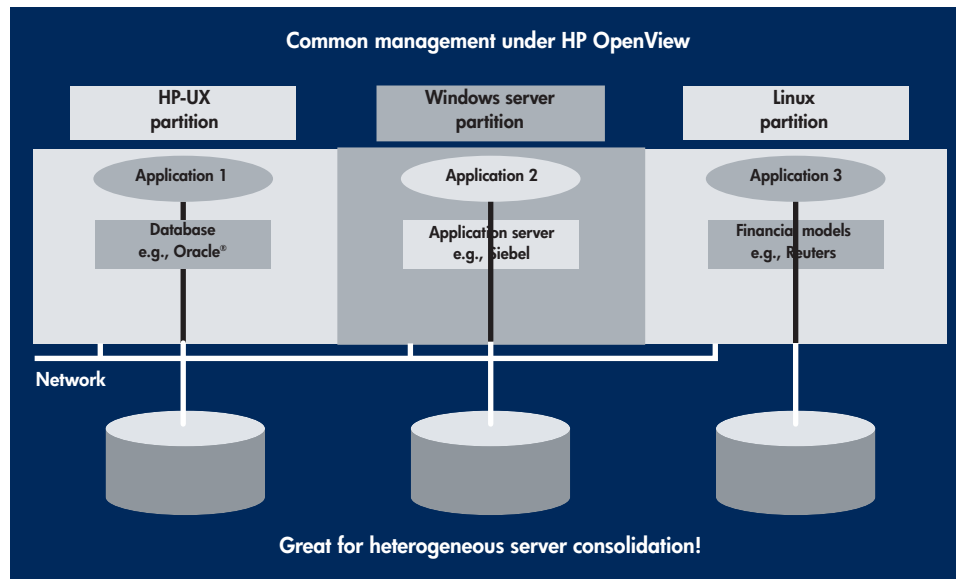 Common management under HP OpenView
HP-UX
partition
Windows server
partition
Linux
partition
Application 1
Application 2
Application 3
Database
e.g., Oracle®
Application server
e.g., Siebel
Financial models
e.g., Reuters
Network
Great for heterogeneous server consolidation!